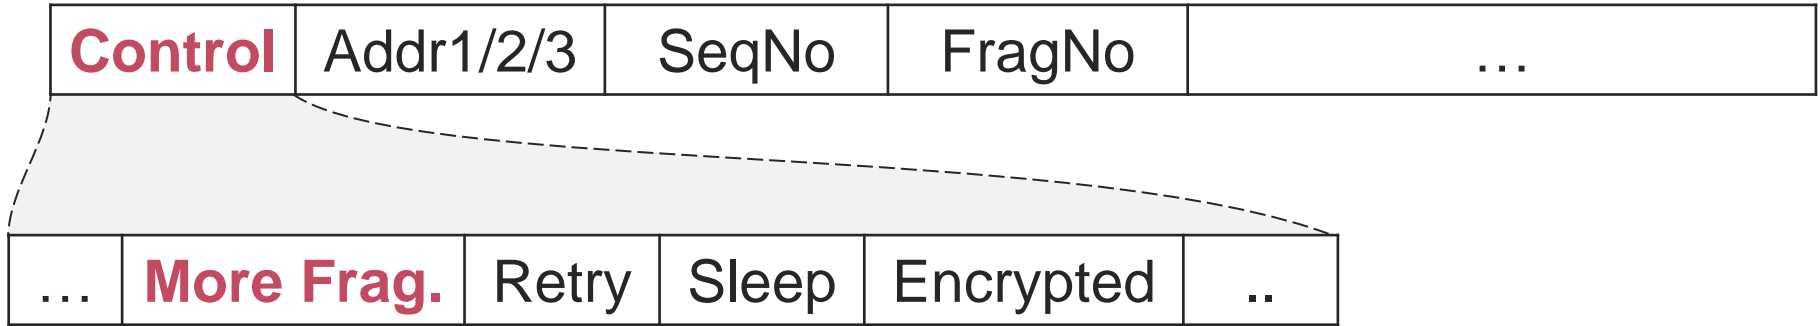 Control Addr1/2/3 SeqNo FragNo …
… More Frag. Retry Sleep Encrypted ..